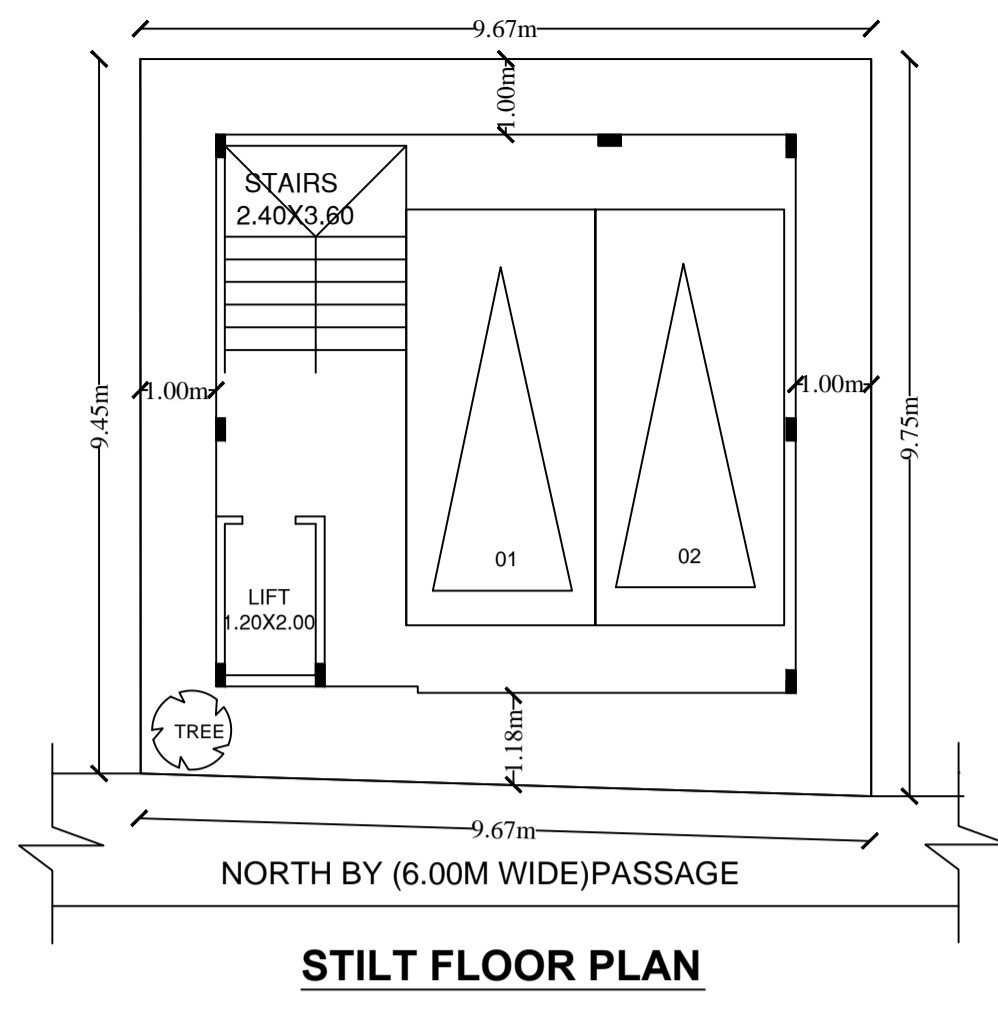 9.67m
1.00m
STAIRS
2.40X3.60
9.45m
1.00m
1.00m
9.75m
01
02
LIFT
1.20X2.00
TREE
1.18m
9.67m
NORTH BY (6.00M WIDE)PASSAGE
STILT FLOOR PLAN